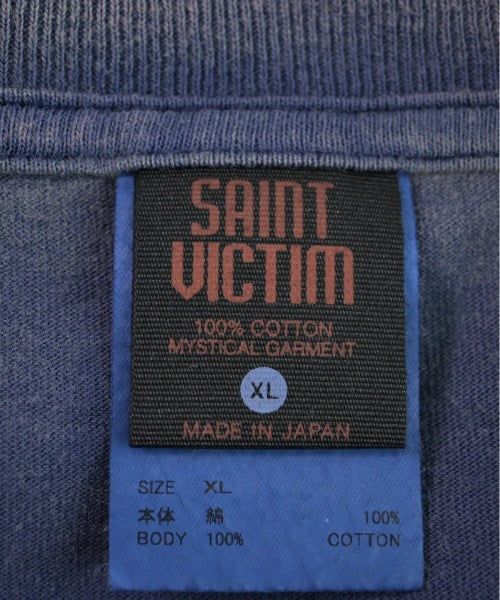 SAINT
VICTIM
100% COTTON
MYSTICAL GARMENT
XL
MADE IN JAPAN
SIZE XL
本体 綿 100%
BODY 100% COTTON